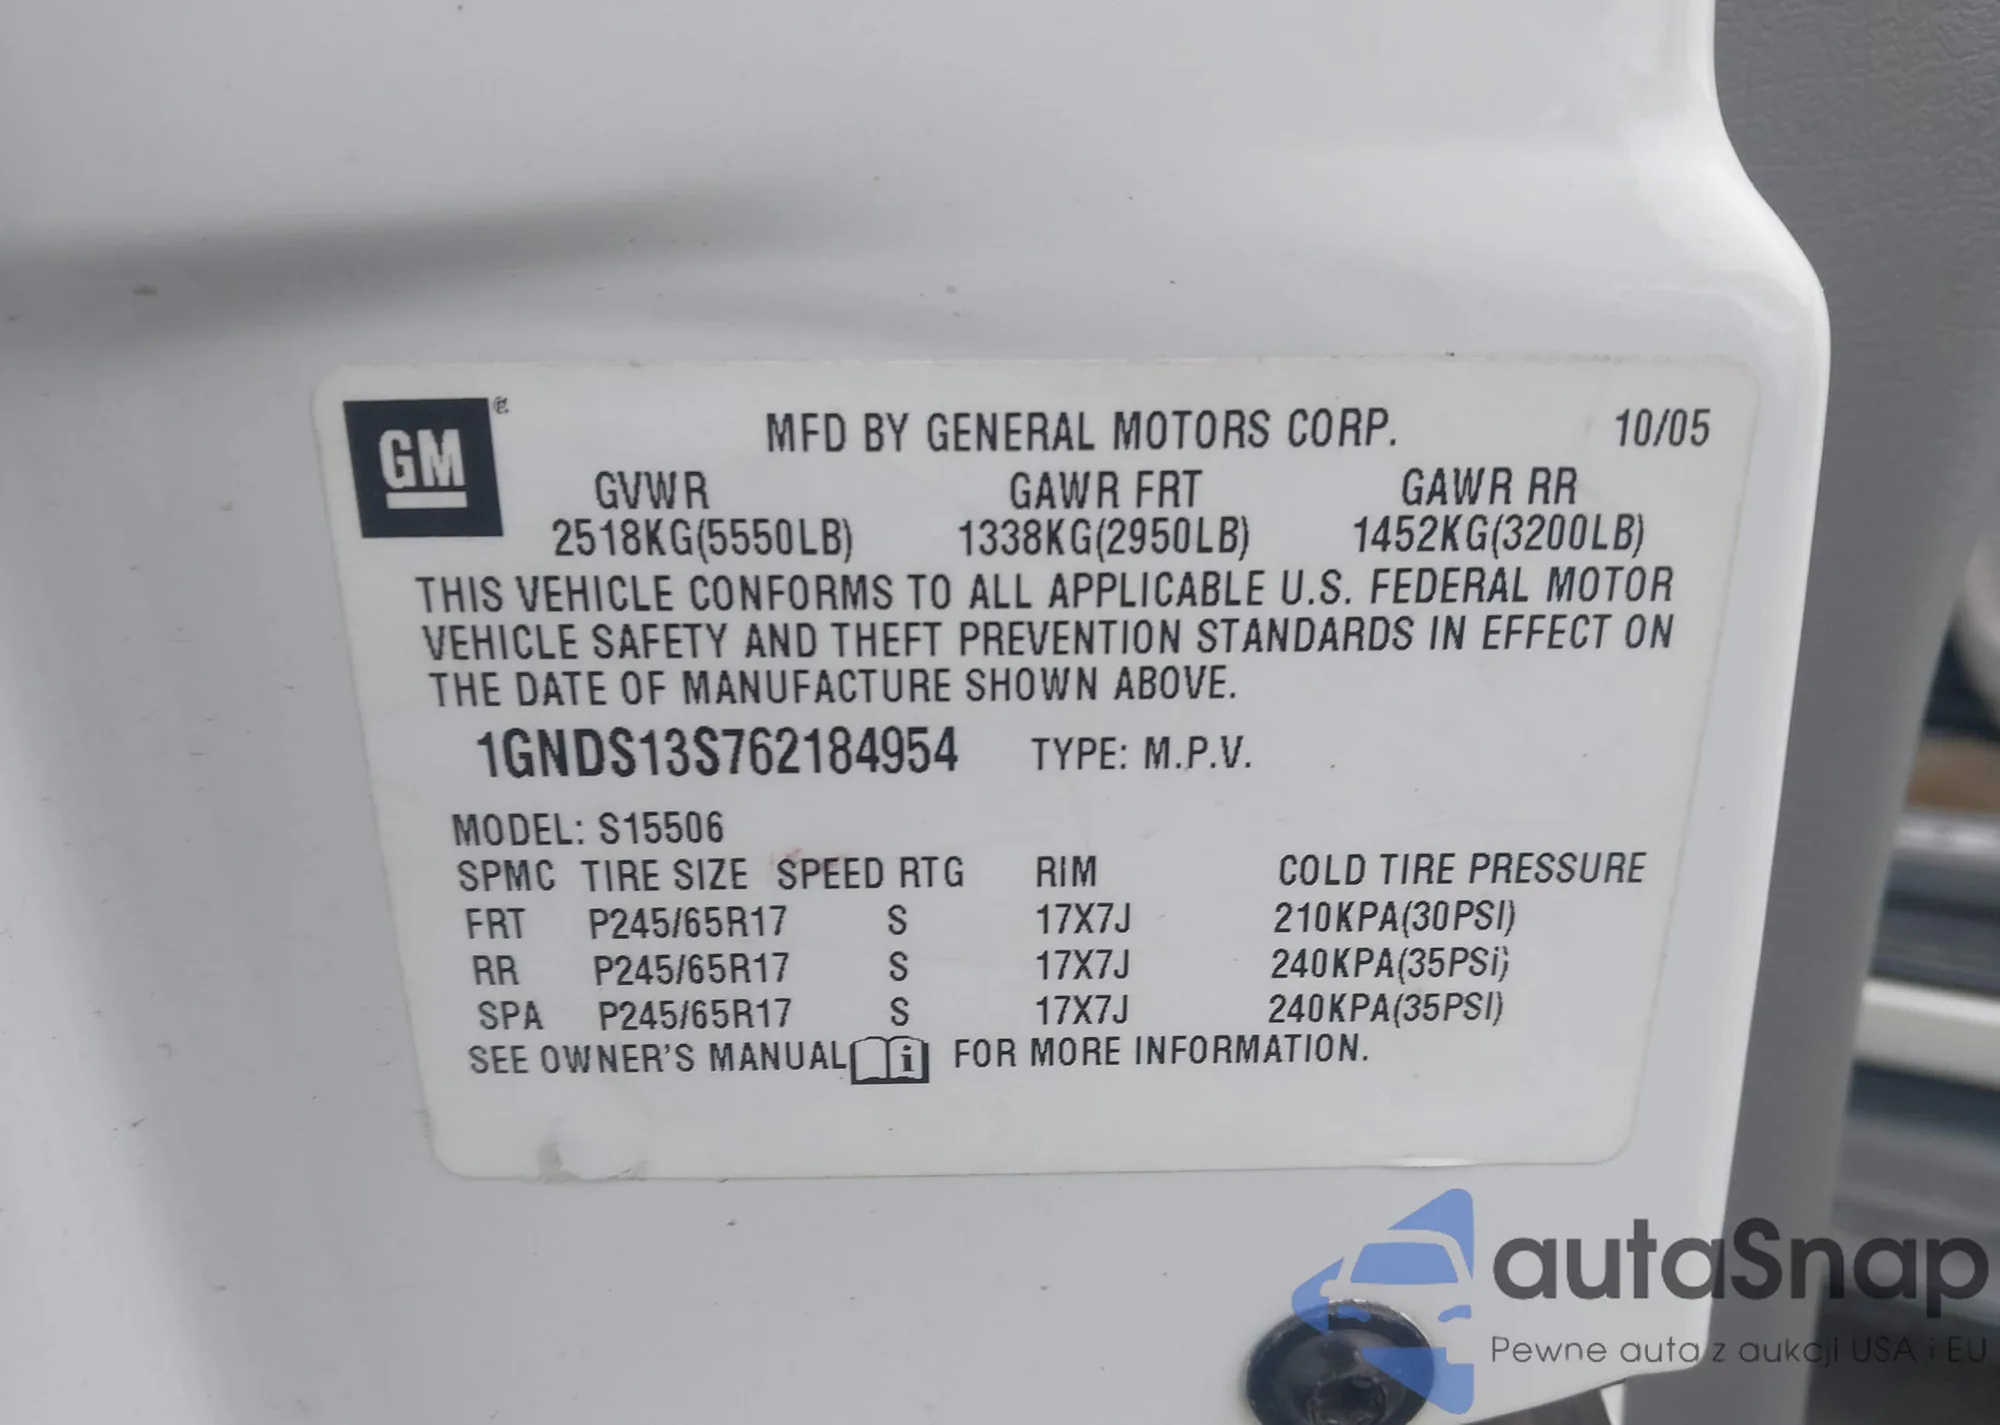 GM
MFD BY GENERAL MOTORS CORP. 10/05
GVWR GAWR FRT GAWR RR
2518KG(5550LB) 1338KG(2950LB) 1452KG(3200LB)
THIS VEHICLE CONFORMS TO ALL APPLICABLE U.S. FEDERAL MOTOR
VEHICLE SAFETY AND THEFT PREVENTION STANDARDS IN EFFECT ON
THE DATE OF MANUFACTURE SHOWN ABOVE.
1GNDS13S762184954 TYPE: M.P.V.
MODEL: S15506
SPMC TIRE SIZE SPEED RTG RIM COLD TIRE PRESSURE
FRT P245/65R17 S 17X7J 210KPA(30PSI)
RR P245/65R17 S 17X7J 240KPA(35PSi)
SPA P245/65R17 S 17X7J 240KPA(35PSI)
SEE OWNER'S MANUAL i FOR MORE INFORMATION.
autaSnap
Pewne auta z aukcji USA i EU